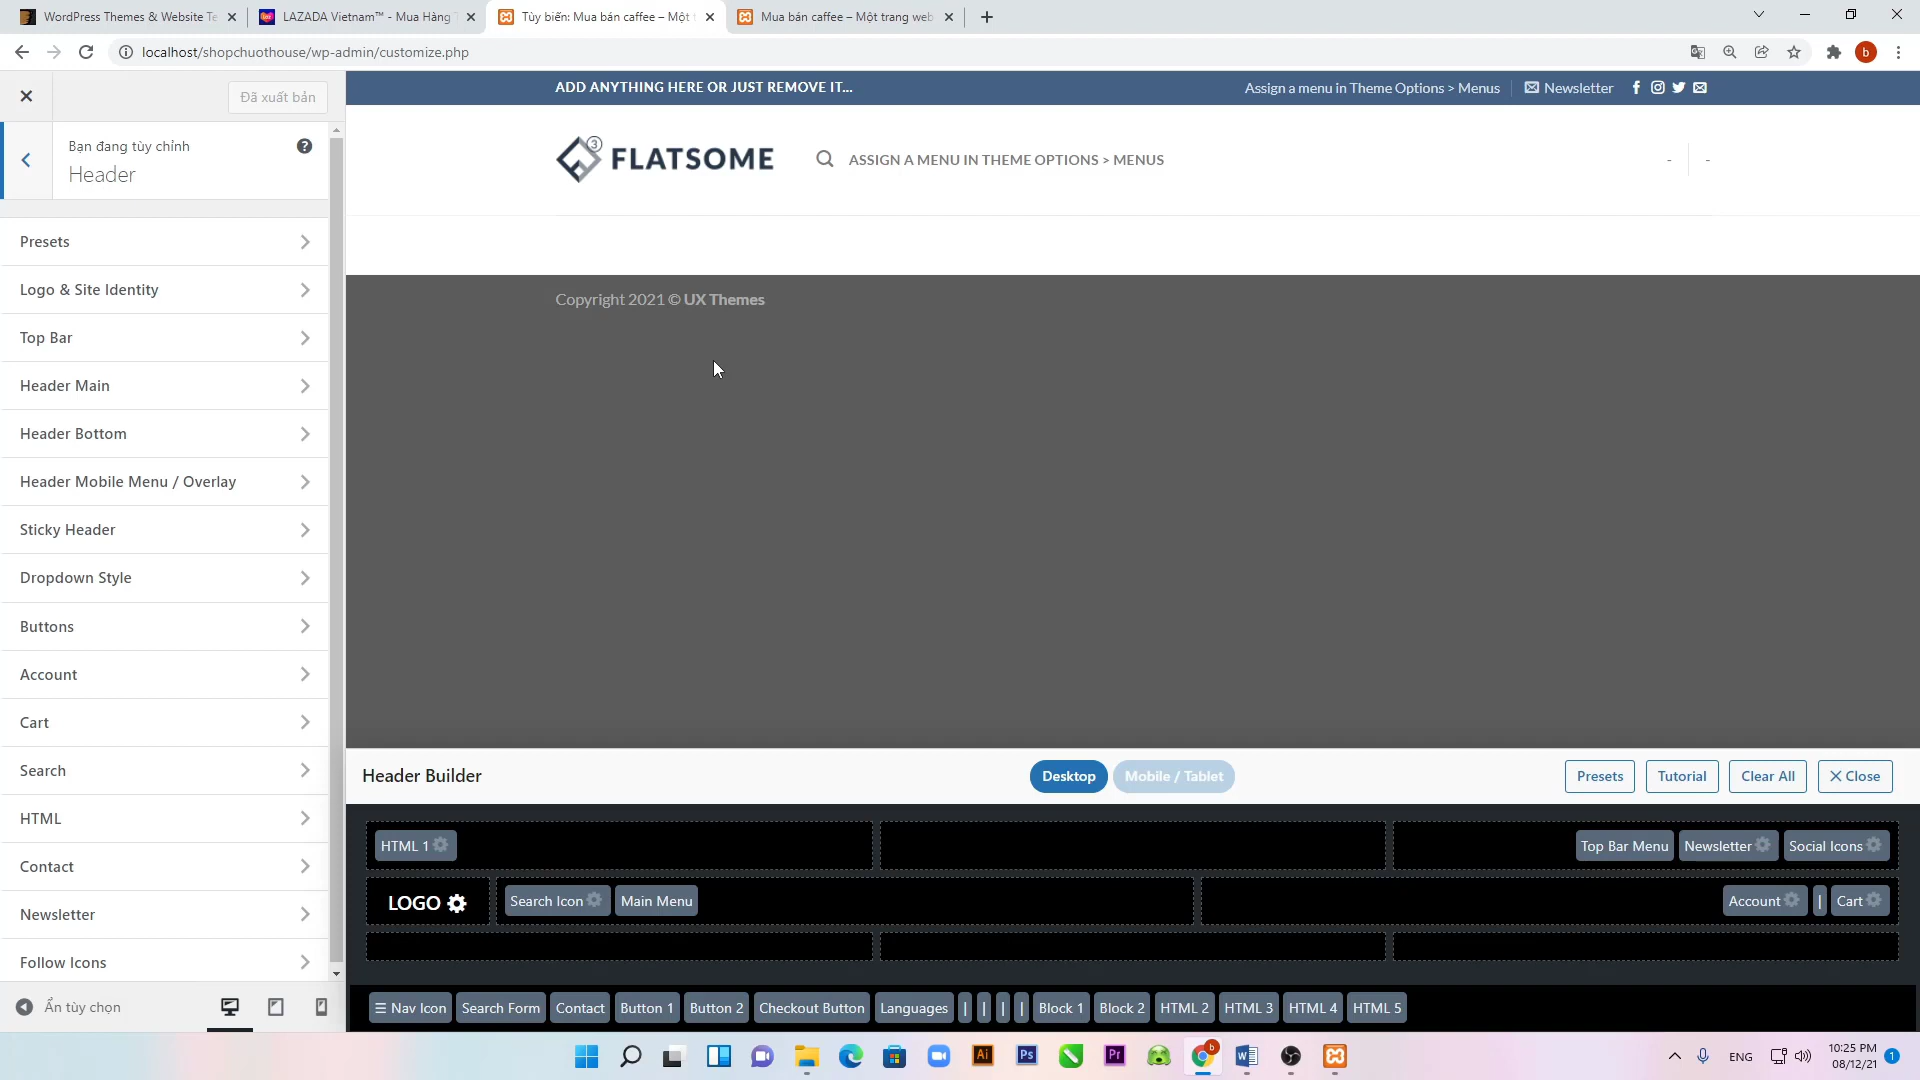 WordPress Themes & Website Te
LAZADA Vietnam™ - Mua Hàng T
Tùy biến: Mua bán caffee – Một t
Mua bán caffee – Một trang web
localhost/shopchuothouse/wp-admin/customize.php
b
Đã xuất bản
Bạn đang tùy chỉnh
Header
Presets
Logo & Site Identity
Top Bar
Header Main
Header Bottom
Header Mobile Menu / Overlay
Sticky Header
Dropdown Style
Buttons
Account
Cart
Search
HTML
Contact
Newsletter
Follow Icons
Ẩn tùy chọn
ADD ANYTHING HERE OR JUST REMOVE IT...
Assign a menu in Theme Options > Menus
Newsletter
3 FLATSOME
ASSIGN A MENU IN THEME OPTIONS > MENUS
- -
Copyright 2021 © UX Themes
Header Builder
Desktop Mobile / Tablet
Presets Tutorial Clear All Close
HTML 1
Top Bar Menu Newsletter Social Icons
LOGO Search Icon Main Menu
Account | Cart
Nav Icon Search Form Contact Button 1 Button 2 Checkout Button Languages | | | | Block 1 Block 2 HTML 2 HTML 3 HTML 4 HTML 5
Ai Ps Pr b W
ENG
10:25 PM
08/12/21
1